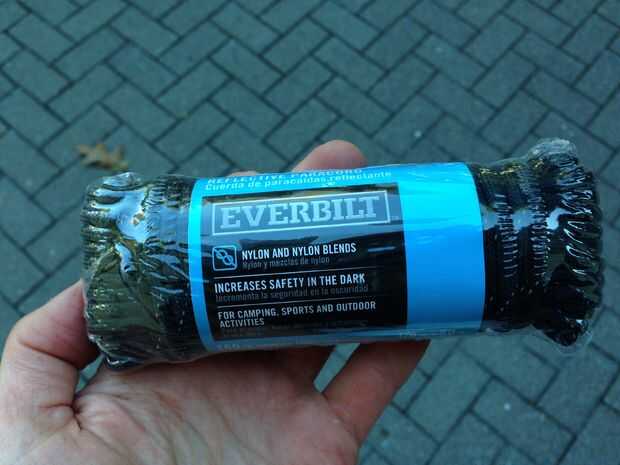 REFLECTIVE PARACORD
Cuerda de paracaídas reflectante
EVERBILT
NYLON AND NYLON BLENDS
Nylon y mezclas de nylon
INCREASES SAFETY IN THE DARK
Incrementa la seguridad en la oscuridad
FOR CAMPING, SPORTS AND OUTDOOR
ACTIVITIES